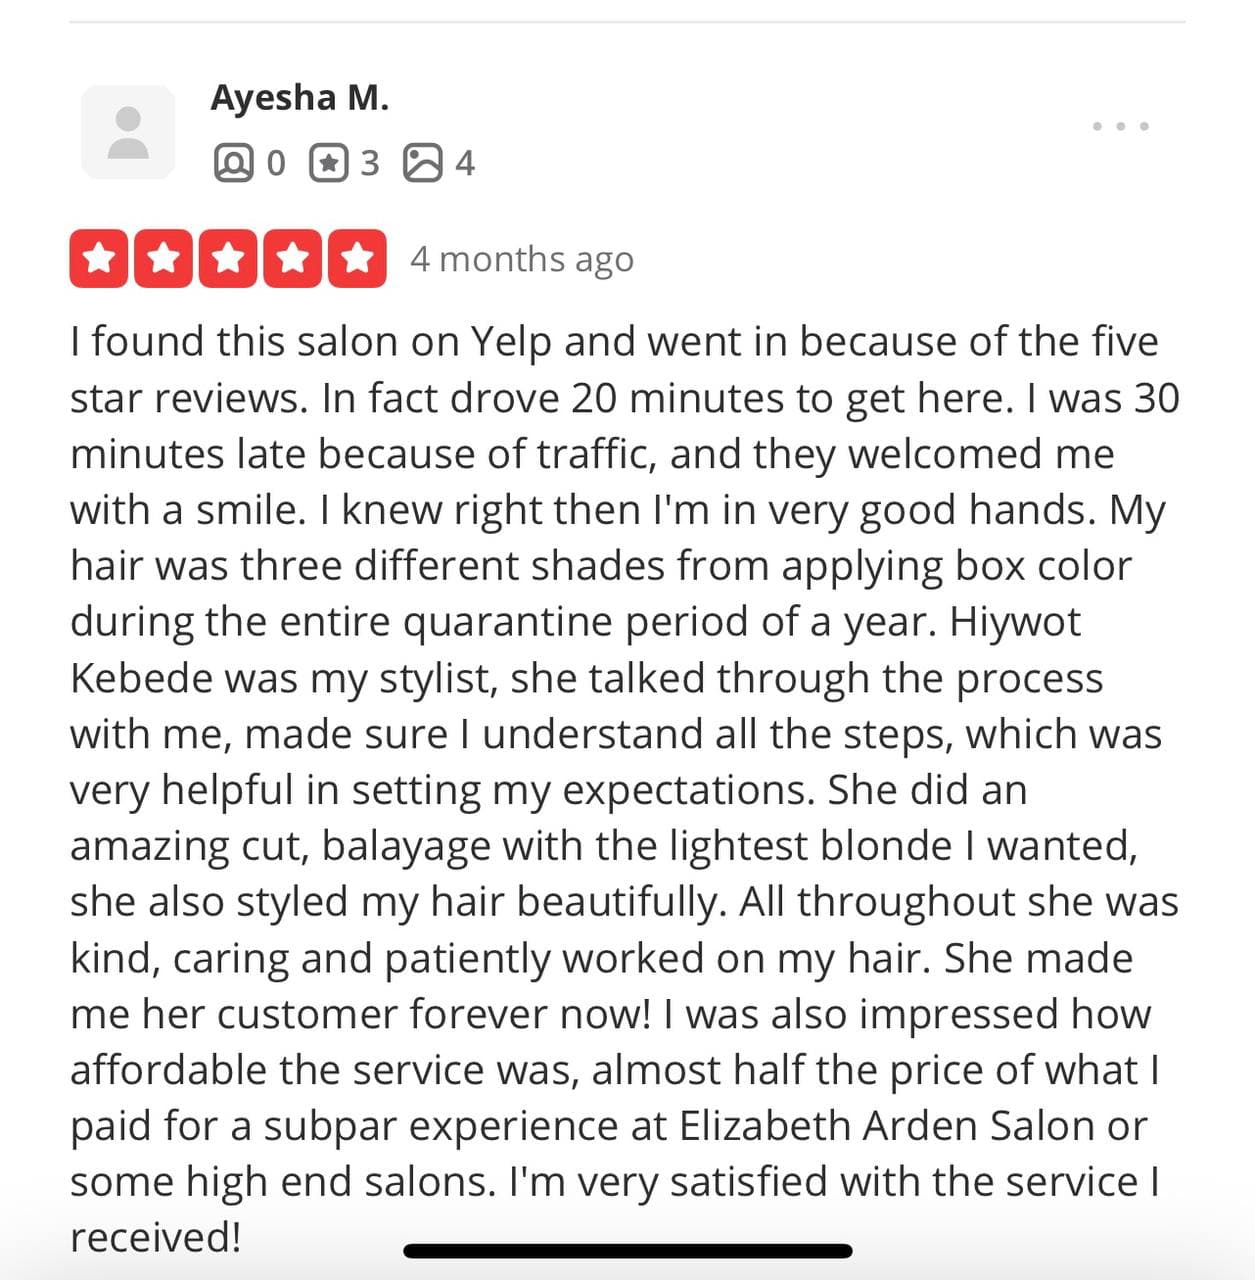 Ayesha M.
0 3 4
4 months ago
I found this salon on Yelp and went in because of the five
star reviews. In fact drove 20 minutes to get here. I was 30
minutes late because of traffic, and they welcomed me
with a smile. I knew right then I'm in very good hands. My
hair was three different shades from applying box color
during the entire quarantine period of a year. Hiywot
Kebede was my stylist, she talked through the process
with me, made sure I understand all the steps, which was
very helpful in setting my expectations. She did an
amazing cut, balayage with the lightest blonde I wanted,
she also styled my hair beautifully. All throughout she was
kind, caring and patiently worked on my hair. She made
me her customer forever now! I was also impressed how
affordable the service was, almost half the price of what I
paid for a subpar experience at Elizabeth Arden Salon or
some high end salons. I'm very satisfied with the service I
received!